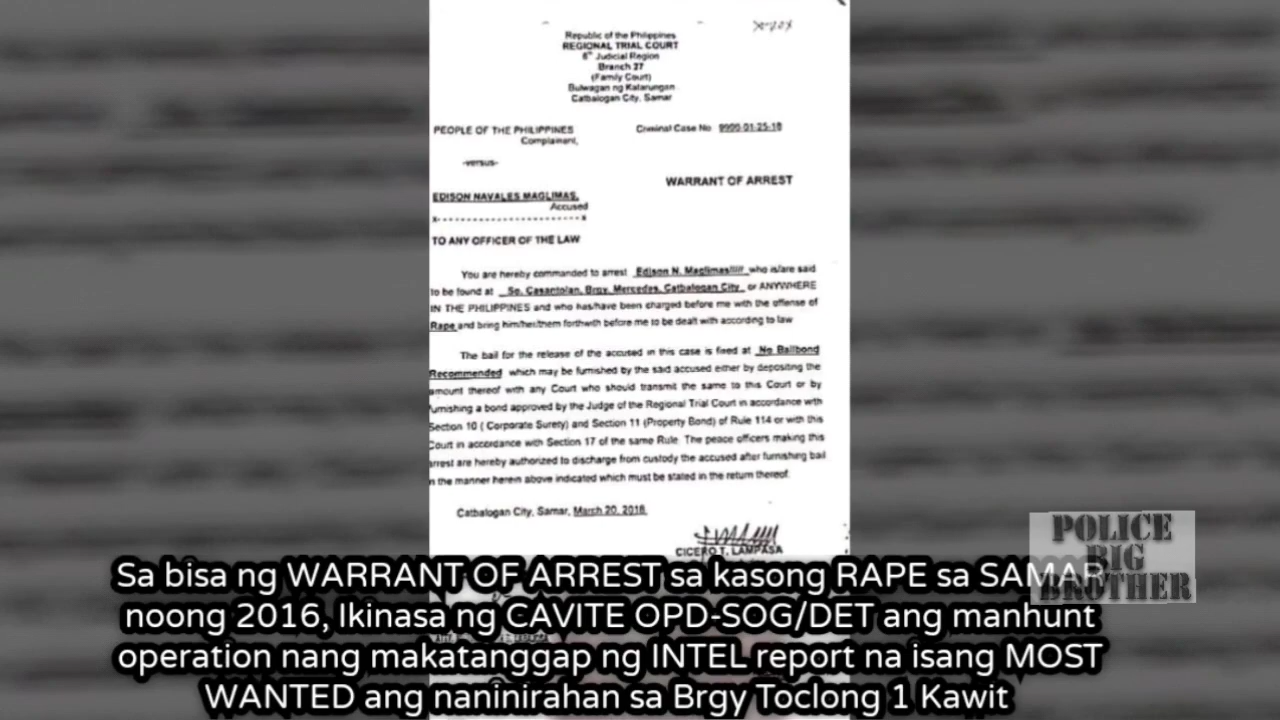 Republic of the Philippines
REGIONAL TRIAL COURT
8th Judicial Region
Branch 27
(Family Court)
Bulwagan ng Katarungan
Catbalogan City, Samar
PEOPLE OF THE PHILIPPINES
Complainant,
Criminal Case No
-versus-
WARRANT OF ARREST
EDISON NAVALES MAGLIMAS,
Accused
x- - - - - - - - - - - - - - - - - - - - - - - -x
TO ANY OFFICER OF THE LAW
You are hereby commanded to arrest Edison N. Maglimas///// who is/are said
to be found at So. Casantolan, Brgy. Mercedes, Catbalogan City or ANYWHERE
IN THE PHILIPPINES and who has/have been charged before me with the offense of
Rape and bring him/her/them forthwith before me to be dealt with according to law
The bail for the release of the accused in this case is fixed at No Bailbond
Recommended which may be furnished by the said accused either by depositing the
amount thereof with any Court who should transmit the same to this Court or by
furnishing a bond approved by the Judge of the Regional Trial Court in accordance with
Section 10 ( Corporate Surety) and Section 11 (Property Bond) of Rule 114 or with this
Court in accordance with Section 17 of the same Rule. The peace officers making this
arrest are hereby authorized to discharge from custody the accused after furnishing bail
in the manner herein above indicated which must be stated in the return thereof.
Catbalogan City, Samar, March 20, 2018.
CICERO T. LAMPASA
POLICE
BIG
BROTHER
Sa bisa ng WARRANT OF ARREST sa kasong RAPE sa SAMAR
noong 2016, Ikinasa ng CAVITE OPD-SOG/DET ang manhunt
operation nang makatanggap ng INTEL report na isang MOST
WANTED ang naninirahan sa Brgy Toclong 1 Kawit